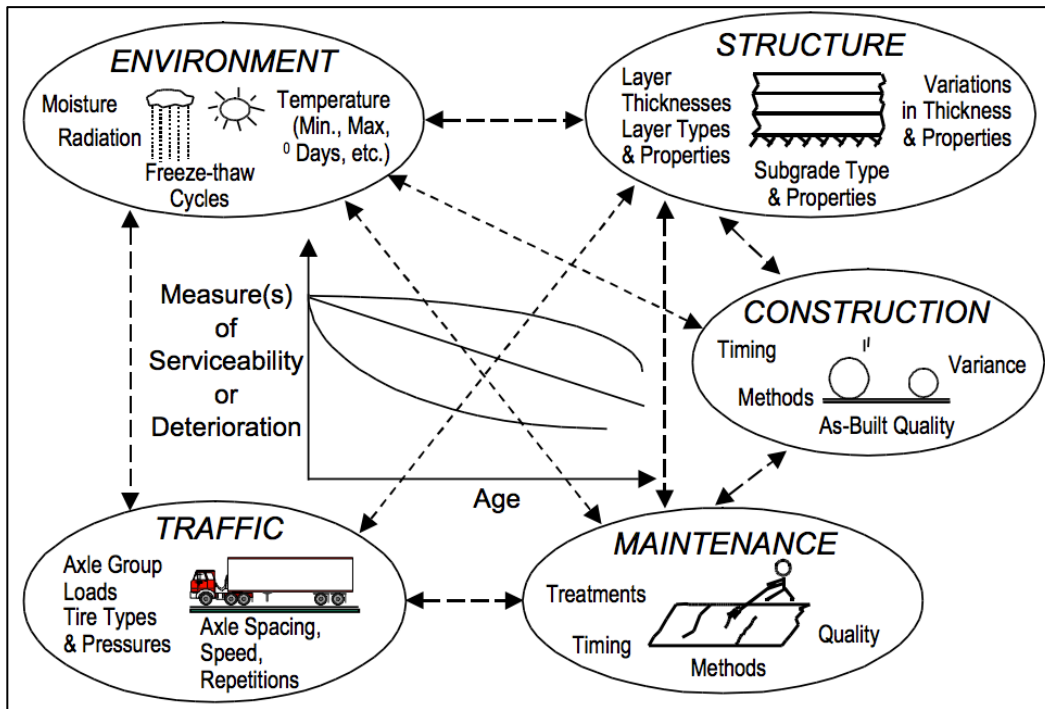 ENVIRONMENT
Moisture
Radiation
Temperature
(Min., Max,
⁰ Days, etc.)
Freeze-thaw
Cycles
STRUCTURE
Layer
Thicknesses
Layer Types
& Properties
Variations
in Thickness
& Properties
Subgrade Type
& Properties
Measure(s)
of
Serviceability
or
Deterioration
Age
CONSTRUCTION
Timing
Variance
Methods
As-Built Quality
TRAFFIC
Axle Group
Loads
Tire Types
& Pressures
Axle Spacing,
Speed,
Repetitions
MAINTENANCE
Treatments
Timing
Quality
Methods